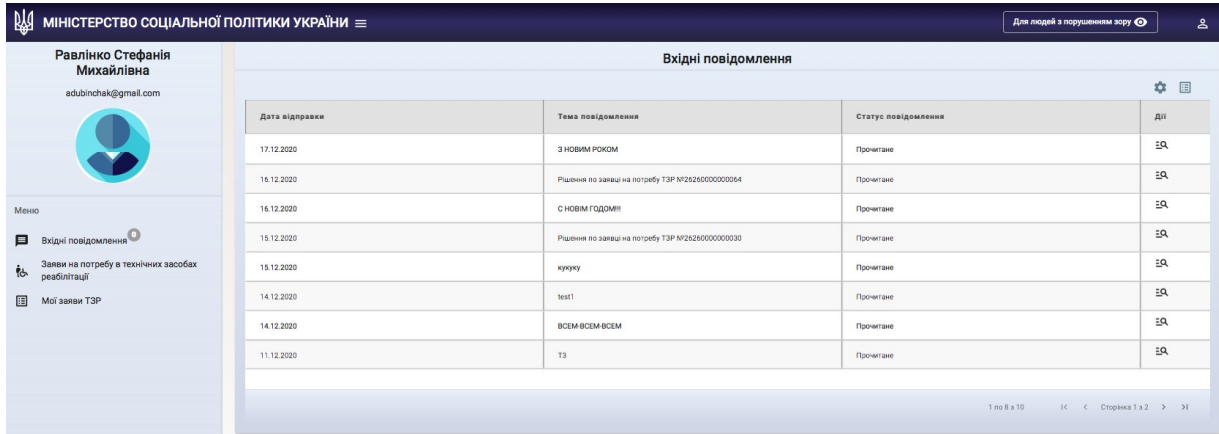 МІНІСТЕРСТВО СОЦІАЛЬНОЇ ПОЛІТИКИ УКРАЇНИ
Для людей з порушенням зору
Равлінко Стефанія
Михайлівна
adubinchak@gmail.com
Меню
Вхідні повідомлення 0
Заяви на потребу в технічних засобах
реабілітації
Мої заяви ТЗР
Вхідні повідомлення
Дата відправки Тема повідомлення Статус повідомлення Дії
17.12.2020 З НОВИМ РОКОМ Прочитане
16.12.2020 Рішення по заявці на потребу ТЗР №26260000000064 Прочитане
16.12.2020 С НОВІМ ГОДОМ!!! Прочитане
15.12.2020 Рішення по заявці на потребу ТЗР №26260000000030 Прочитане
15.12.2020 кукуку Прочитане
14.12.2020 test1 Прочитане
14.12.2020 ВСЕМ-ВСЕМ-ВСЕМ Прочитане
11.12.2020 ТЗ Прочитане
1 по 8 з 10 Сторінка 1 з 2